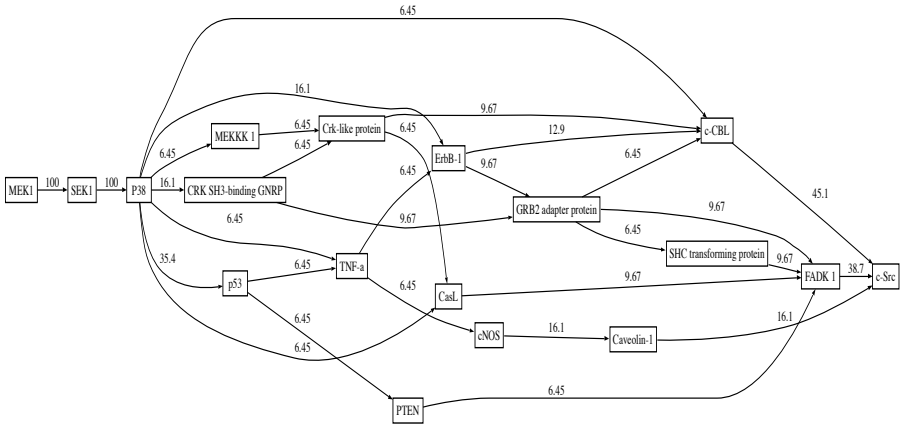 6.45
16.1
9.67
MEKKK 1
6.45
Crk-like protein
6.45
12.9
c-CBL
6.45
6.45
ErbB-1
9.67
6.45
MEK1
100
SEK1
100
P38
16.1
CRK SH3-binding GNRP
6.45
45.1
GRB2 adapter protein
9.67
6.45
9.67
6.45
35.4
6.45
TNF-a
SHC transforming protein
9.67
p53
6.45
9.67
FADK 1
38.7
c-Src
CasL
6.45
cNOS
16.1
Caveolin-1
16.1
6.45
6.45
PTEN